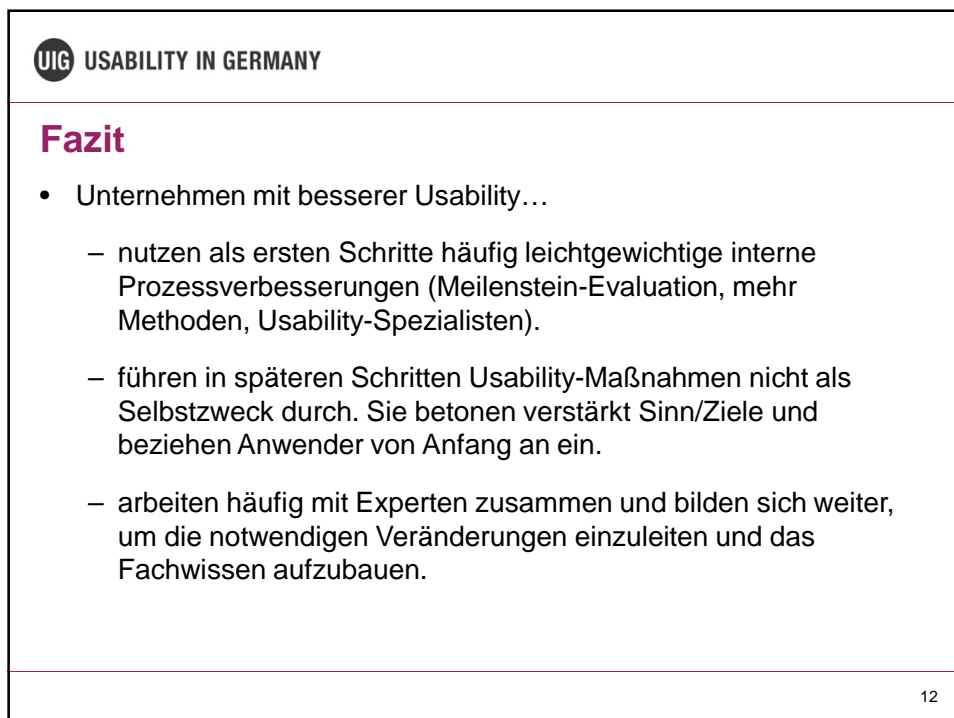 UIG USABILITY IN GERMANY
Fazit
• Unternehmen mit besserer Usability…
– nutzen als ersten Schritte häufig leichtgewichtige interne
Prozessverbesserungen (Meilenstein-Evaluation, mehr
Methoden, Usability-Spezialisten).
– führen in späteren Schritten Usability-Maßnahmen nicht als
Selbstzweck durch. Sie betonen verstärkt Sinn/Ziele und
beziehen Anwender von Anfang an ein.
– arbeiten häufig mit Experten zusammen und bilden sich weiter,
um die notwendigen Veränderungen einzuleiten und das
Fachwissen aufzubauen.
12